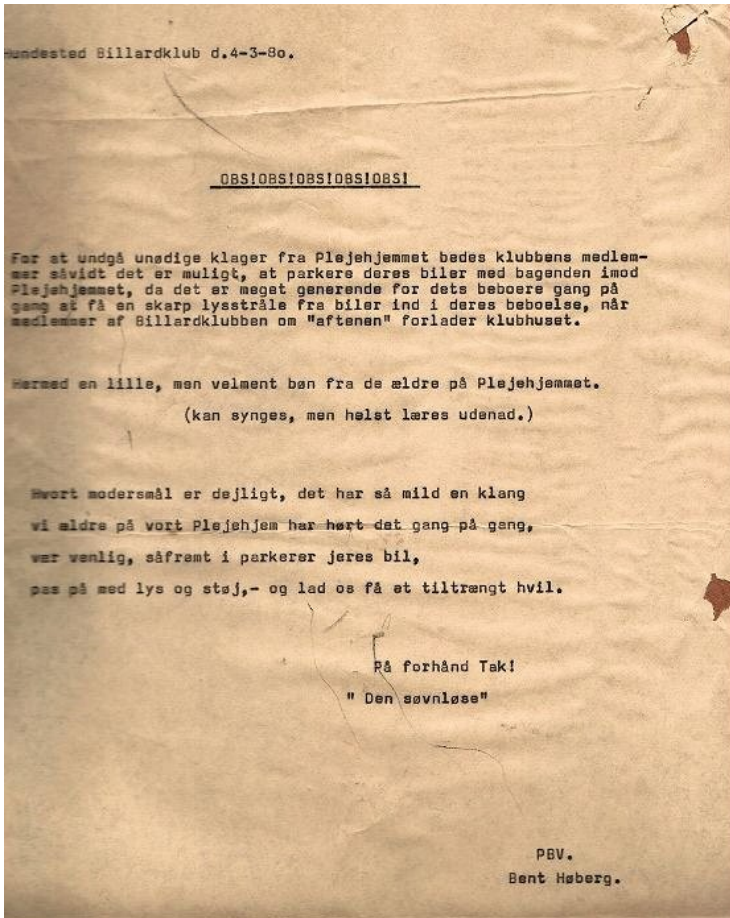 Hundested Billardklub d.4-3-8o.
OBS!OBS!OBS!OBS!OBS!
For at undgå unødige klager fra Plejehjemmet bedes klubbens medlem-
mer såvidt det er muligt, at parkere deres biler med bagenden imod
Plejehjemmet, da det er meget generende for dets beboere gang på
gang at få en skarp lysstråle fra biler ind i deres beboelse, når
medlemmer af Billardklubben om "aftenen" forlader klubhuset.
Hermed en lille, men velment bøn fra de ældre på Plejehjemmet.
(kan synges, men helst læres udenad.)
Hvort modersmål er dejligt, det har så mild en klang
vi ældre på vort Plejehjem har hørt det gang på gang,
vær venlig, såfremt i parkerer jeres bil,
pas på med lys og støj,- og lad os få et tiltrængt hvil.
På forhånd Tak!
" Den søvnløse"
PBV.
Bent Høberg.